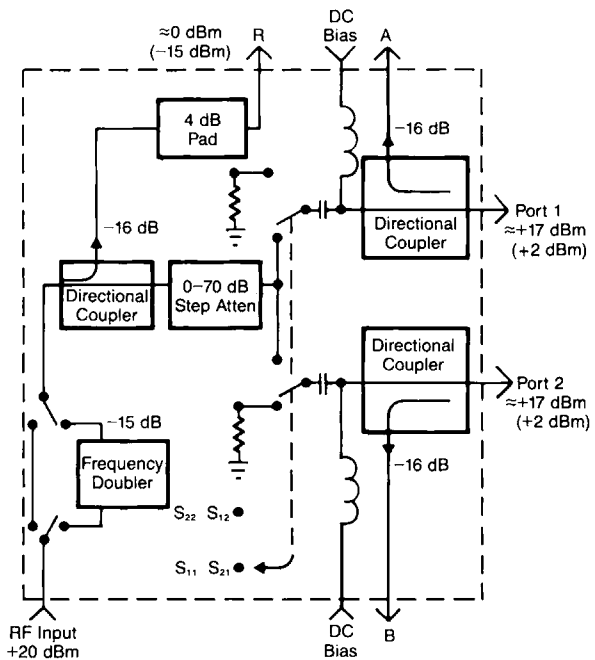 ≈0 dBm
(−15 dBm)
R
DC
Bias
A
4 dB
Pad
−16 dB
−16 dB
Directional
Coupler
Port 1
≈+17 dBm
(+2 dBm)
Directional
Coupler
0–70 dB
Step Atten
Directional
Coupler
Port 2
≈+17 dBm
(+2 dBm)
−15 dB
Frequency
Doubler
−16 dB
S22 S12
S11 S21
RF Input
+20 dBm
DC
Bias
B